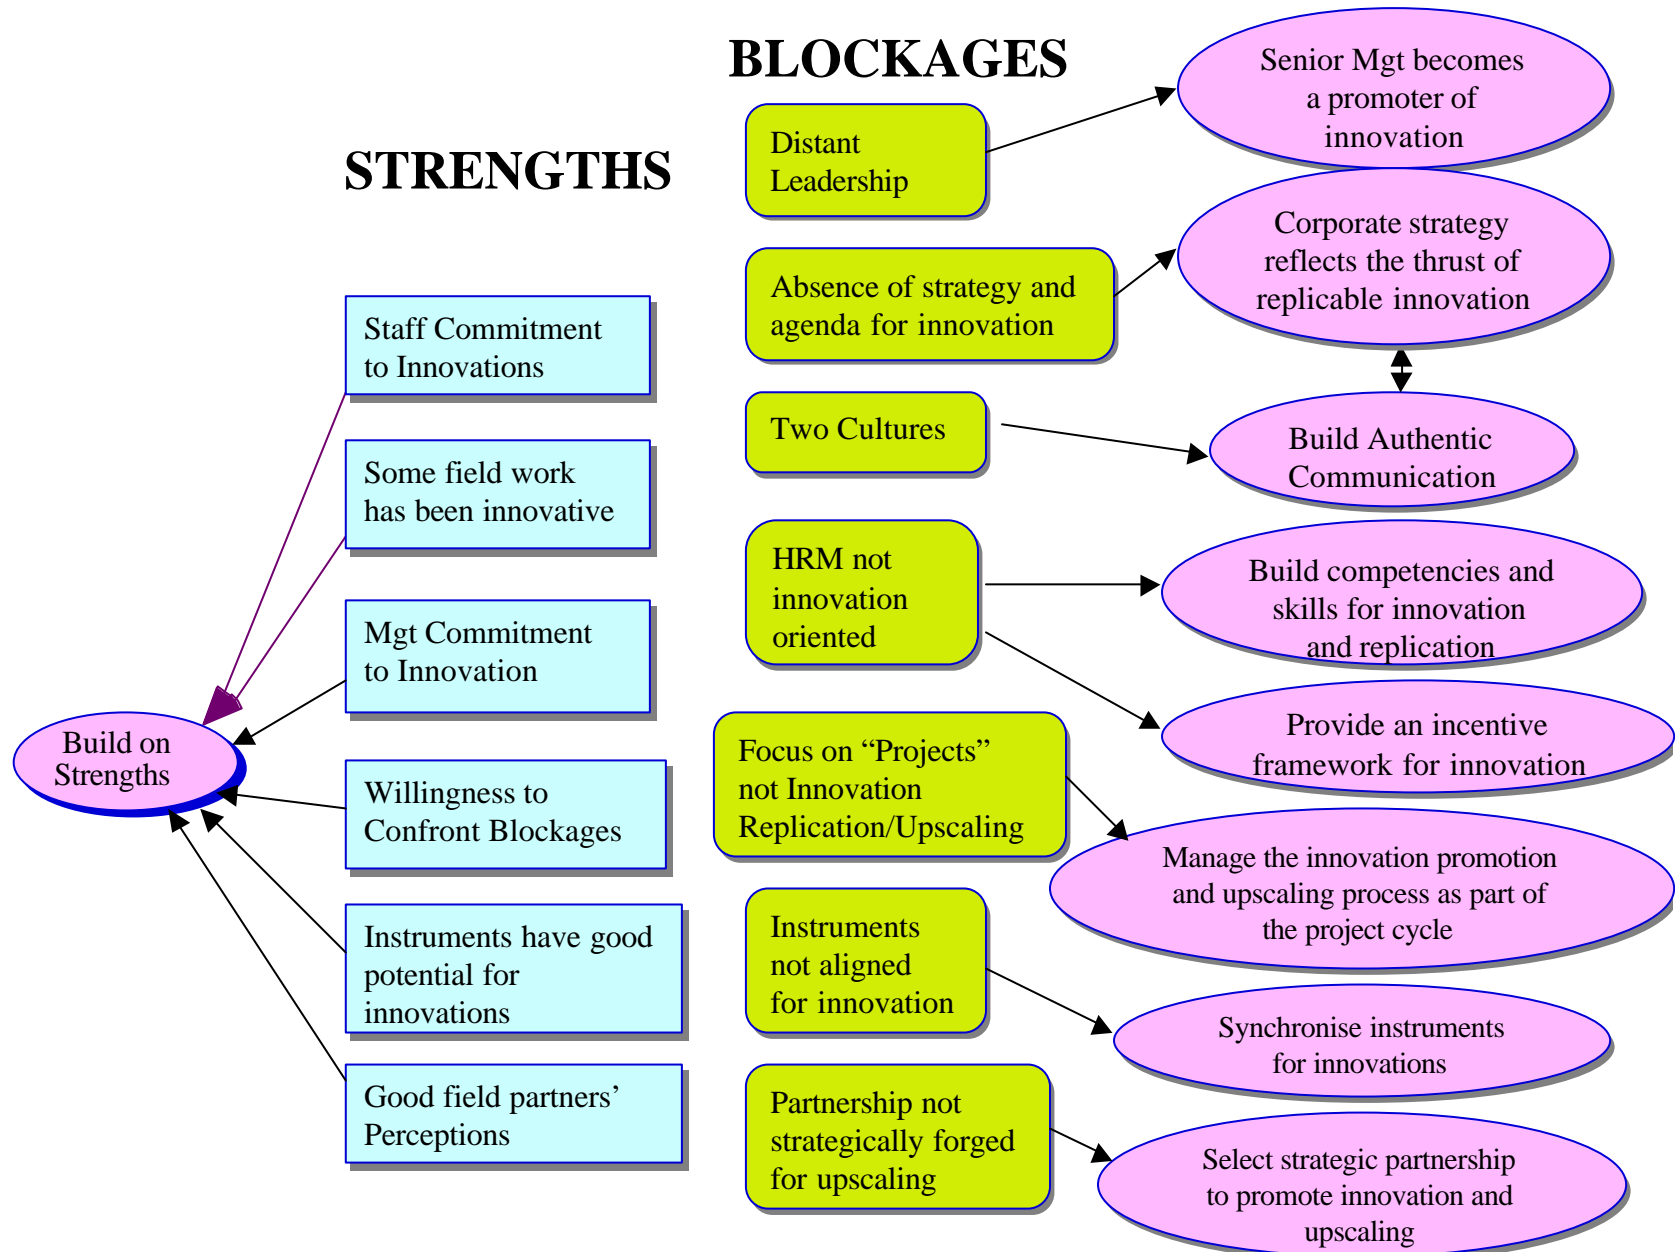 BLOCKAGES
STRENGTHS
Staff Commitment
to Innovations
Some field work
has been innovative
Mgt Commitment
to Innovation
Build on
Strengths
Willingness to
Confront Blockages
Instruments have good
potential for
innovations
Good field partners’
Perceptions
Distant
Leadership
Absence of strategy and
agenda for innovation
Two Cultures
HRM not
innovation
oriented
Focus on “Projects”
not Innovation
Replication/Upscaling
Instruments
not aligned
for innovation
Partnership not
strategically forged
for upscaling
Senior Mgt becomes
a promoter of
innovation
Corporate strategy
reflects the thrust of
replicable innovation
Build Authentic
Communication
Build competencies and
skills for innovation
and replication
Provide an incentive
framework for innovation
Manage the innovation promotion
and upscaling process as part of
the project cycle
Synchronise instruments
for innovations
Select strategic partnership
to promote innovation and
upscaling